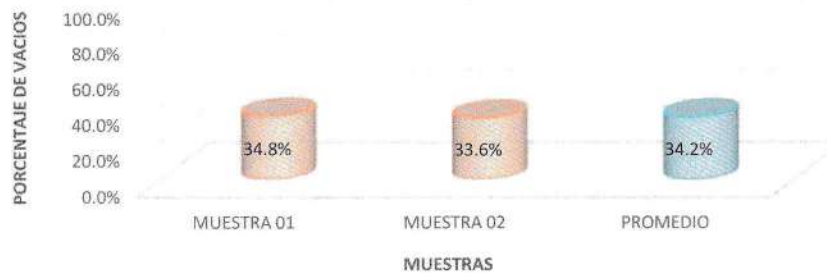 PORCENTAJE DE VACIOS
100.0%
80.0%
60.0%
40.0%
20.0%
0.0%
34.8%
33.6%
34.2%
MUESTRA 01
MUESTRA 02
PROMEDIO
MUESTRAS